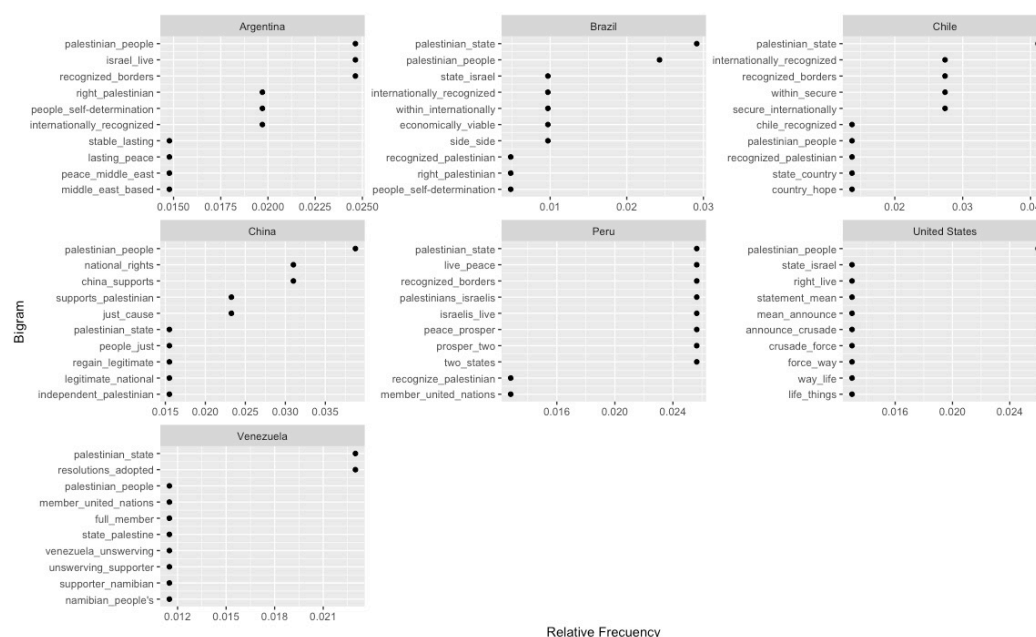 Argentina
palestinian_people
israel_live
recognized_borders
right_palestinian
people_self-determination
internationally_recognized
stable_lasting
lasting_peace
peace_middle_east
middle_east_based
0.0150 0.0175 0.0200 0.0225 0.0250
Brazil
palestinian_state
palestinian_people
state_israel
internationally_recognized
within_internationally
economically_viable
side_side
recognized_palestinian
right_palestinian
people_self-determination
0.01 0.02 0.03
Chile
palestinian_state
internationally_recognized
recognized_borders
within_secure
secure_internationally
chile_recognized
palestinian_people
recognized_palestinian
state_country
country_hope
0.02 0.03 0.0
China
palestinian_people
national_rights
china_supports
supports_palestinian
just_cause
palestinian_state
people_just
regain_legitimate
legitimate_national
independent_palestinian
0.015 0.020 0.025 0.030 0.035
Peru
palestinian_state
live_peace
recognized_borders
palestinians_israelis
israelis_live
peace_prosper
prosper_two
two_states
recognize_palestinian
member_united_nations
0.016 0.020 0.024
United States
palestinian_people
state_israel
right_live
statement_mean
mean_announce
announce_crusade
crusade_force
force_way
way_life
life_things
0.016 0.020 0.024
Venezuela
palestinian_state
resolutions_adopted
palestinian_people
member_united_nations
full_member
state_palestine
venezuela_unswerving
unswerving_supporter
supporter_namibian
namibian_people's
0.012 0.015 0.018 0.021
Bigram
Relative Frecuency